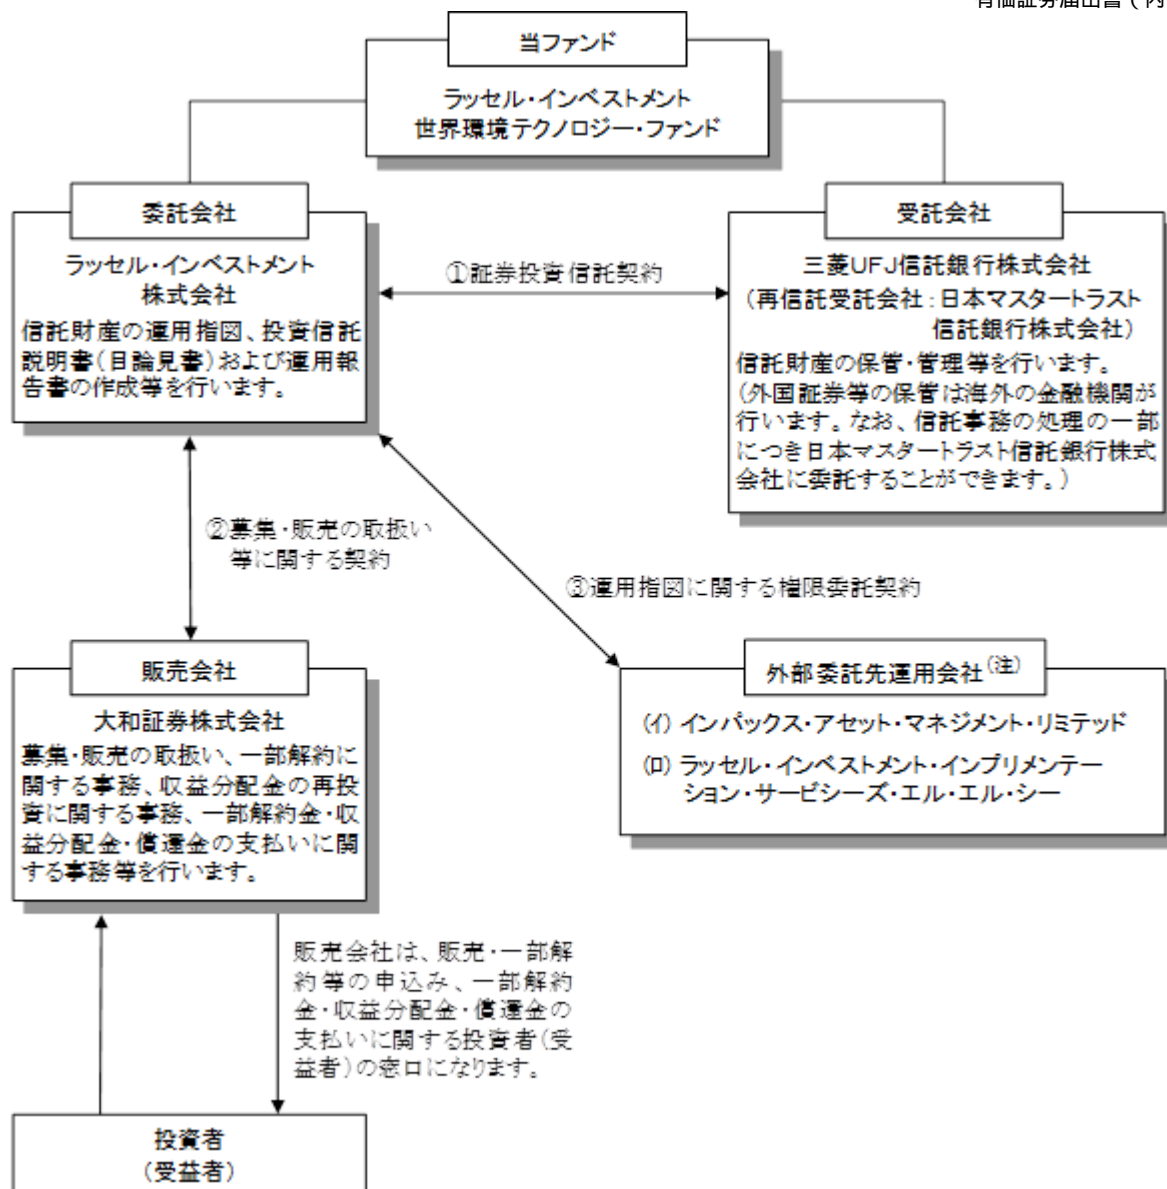 有価証券届出書(内
当ファンド
ラッセル・インベストメント
世界環境テクノロジー・ファンド
委託会社
ラッセル・インベストメント
株式会社
信託財産の運用指図、投資信託
説明書(目論見書)および運用報
告書の作成等を行います。
①証券投資信託契約
受託会社
三菱UFJ信託銀行株式会社
(再信託受託会社:日本マスタートラスト
信託銀行株式会社)
信託財産の保管・管理等を行います。
(外国証券等の保管は海外の金融機関が
行います。なお、信託事務の処理の一部
につき日本マスタートラスト信託銀行株式
会社に委託することができます。)
②募集・販売の取扱い
等に関する契約
③運用指図に関する権限委託契約
販売会社
大和証券株式会社
募集・販売の取扱い、一部解約に
関する事務、収益分配金の再投
資に関する事務、一部解約金・収
益分配金・償還金の支払いに関
する事務等を行います。
外部委託先運用会社(注)
(イ) インパックス・アセット・マネジメント・リミテッド
(ロ) ラッセル・インベストメント・インプリメンテー
ション・サービシーズ・エル・エル・シー
販売会社は、販売・一部解
約等の申込み、一部解約
金・収益分配金・償還金の
支払いに関する投資者(受
益者)の窓口になります。
投資者
(受益者)